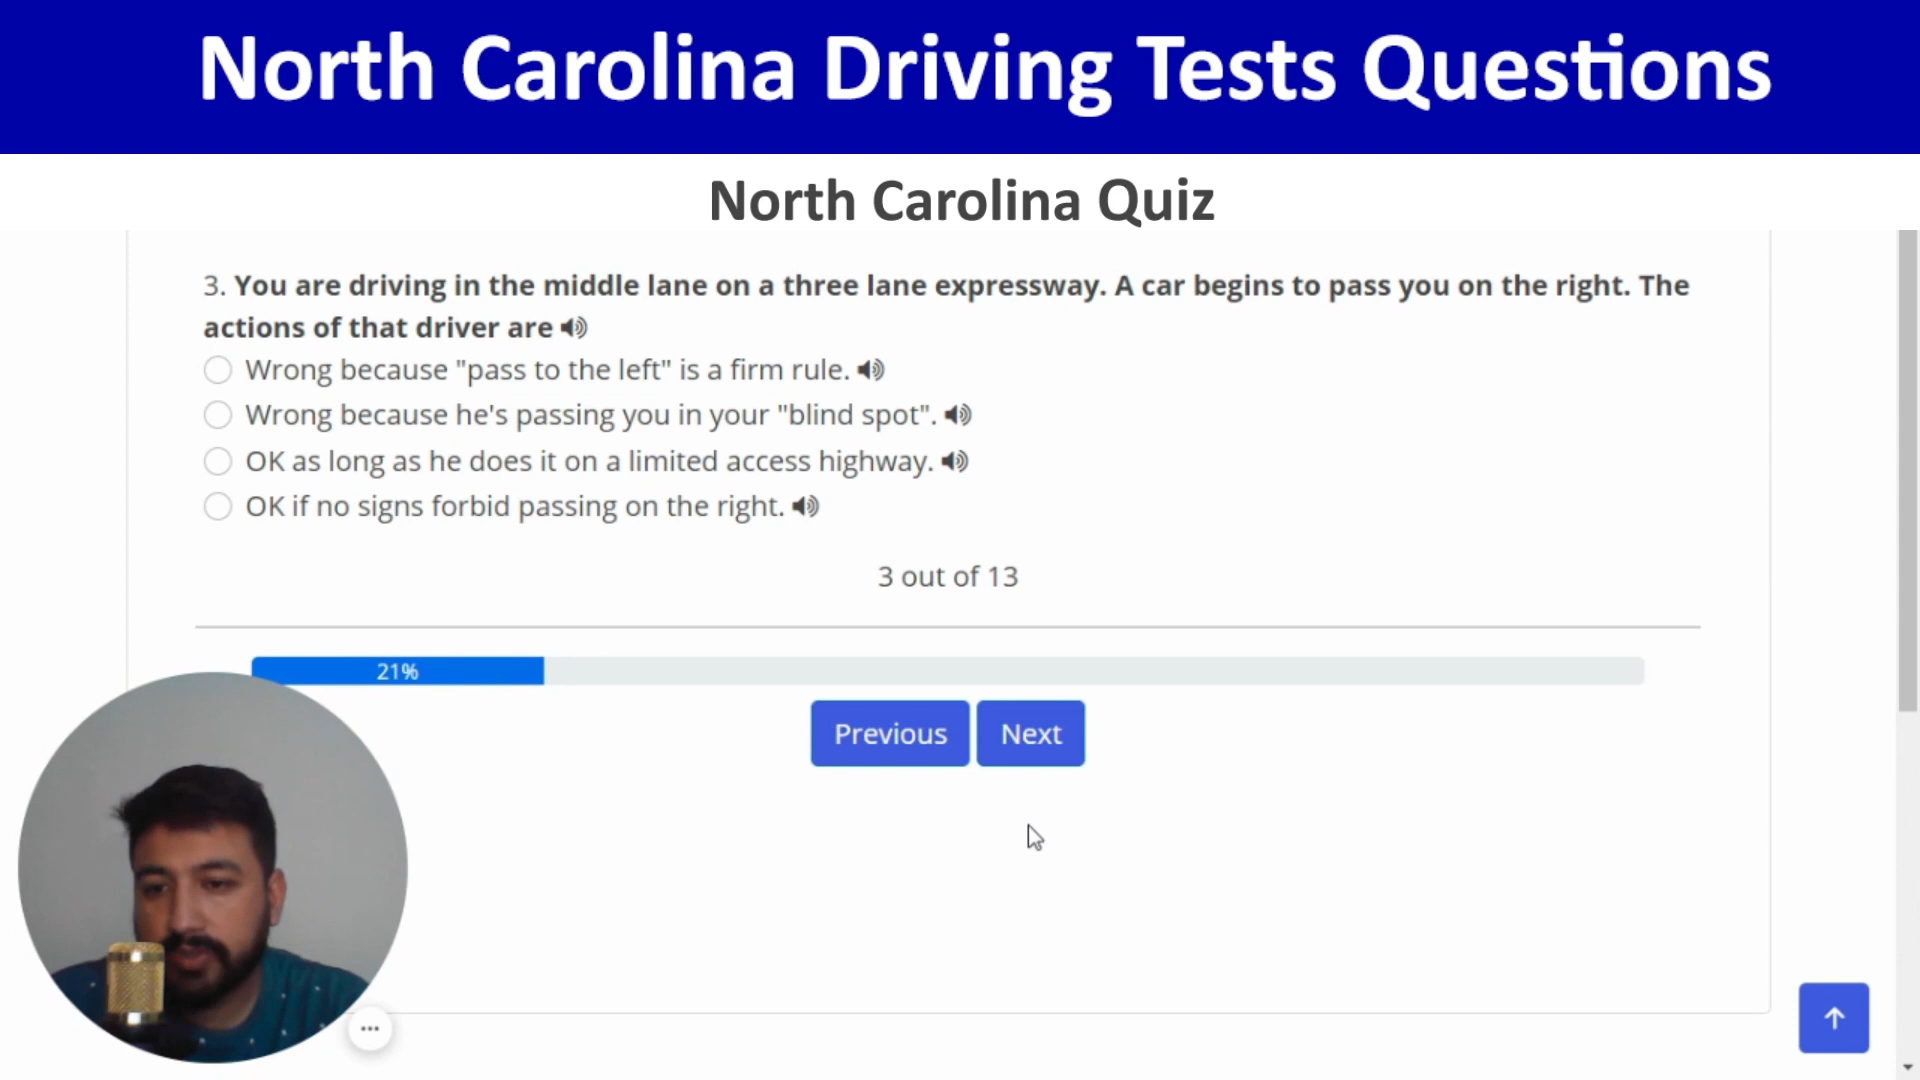 North Carolina Driving Tests Questions
North Carolina Quiz
3. You are driving in the middle lane on a three lane expressway. A car begins to pass you on the right. The
actions of that driver are
Wrong because "pass to the left" is a firm rule.
Wrong because he's passing you in your "blind spot".
OK as long as he does it on a limited access highway.
OK if no signs forbid passing on the right.
3 out of 13
21%
Previous Next